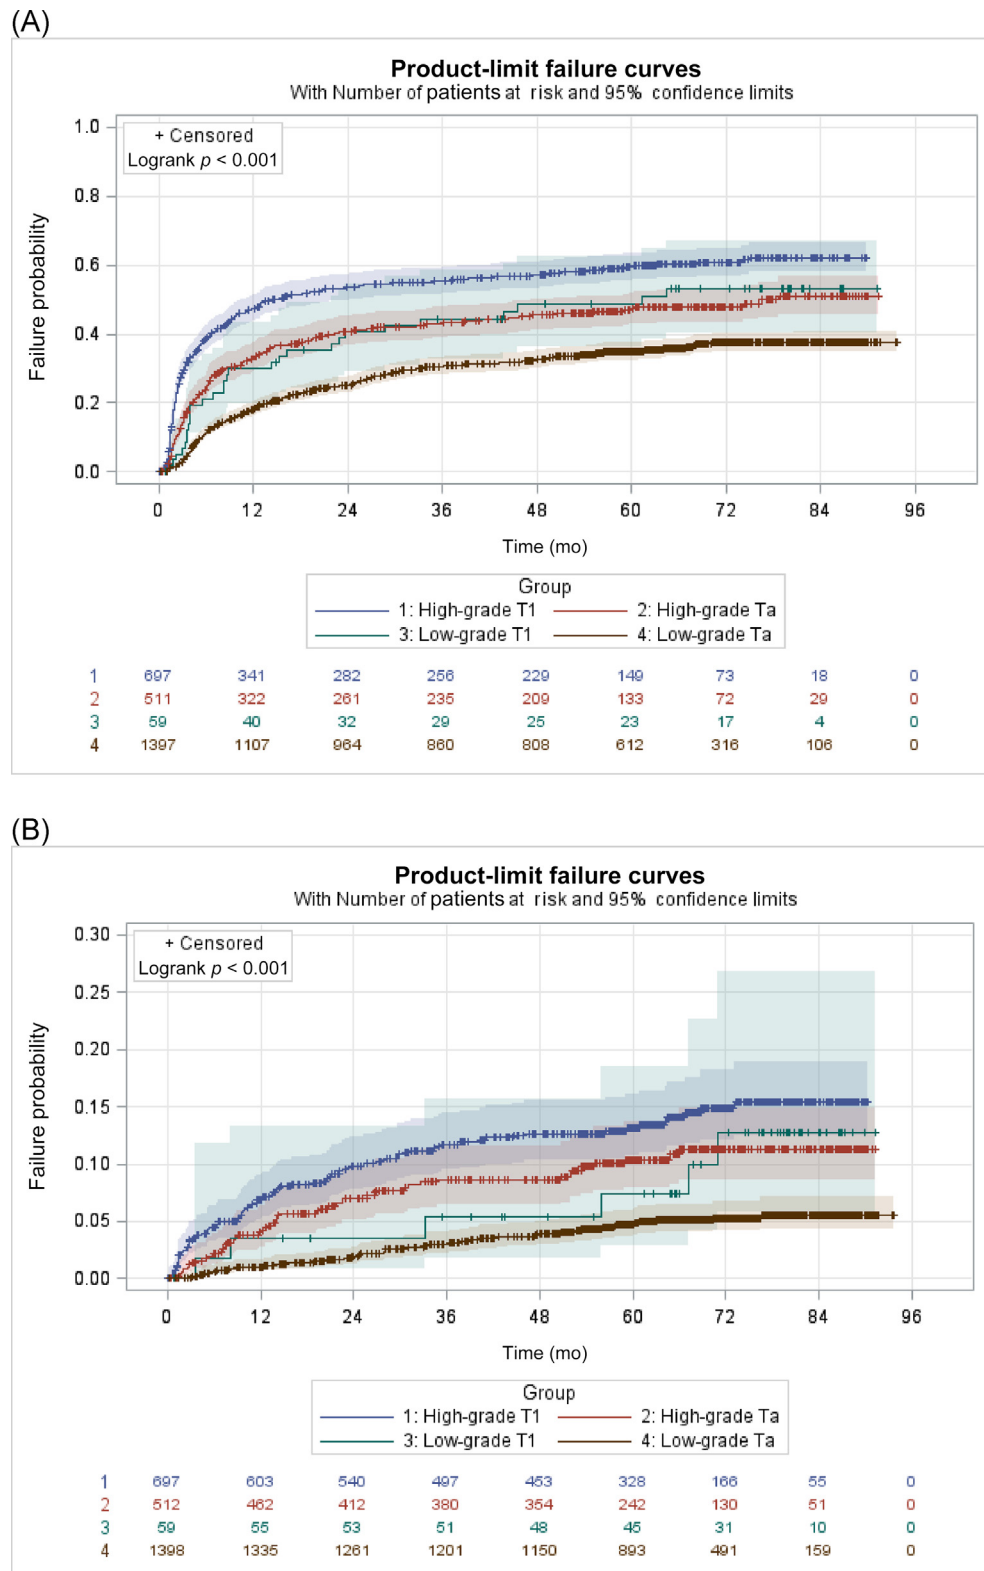 (A)
Product-limit failure curves
With Number of patients at risk and 95% confidence limits
+ Censored
Logrank p < 0.001
1.0
0.8
0.6
0.4
0.2
0.0
Failure probability
0 12 24 36 48 60 72 84 96
Time (mo)
Group
1: High-grade T1 2: High-grade Ta
3: Low-grade T1 4: Low-grade Ta
1 697 341 282 256 229 149 73 18 0
2 511 322 261 235 209 133 72 29 0
3 59 40 32 29 25 23 17 4 0
4 1397 1107 964 860 808 612 316 106 0
(B)
Product-limit failure curves
With Number of patients at risk and 95% confidence limits
+ Censored
Logrank p < 0.001
0.30
0.25
0.20
0.15
0.10
0.05
0.00
Failure probability
0 12 24 36 48 60 72 84 96
Time (mo)
Group
1: High-grade T1 2: High-grade Ta
3: Low-grade T1 4: Low-grade Ta
1 697 603 540 497 453 328 166 55 0
2 512 462 412 380 354 242 130 51 0
3 59 55 53 51 48 45 31 10 0
4 1398 1335 1261 1201 1150 893 491 159 0